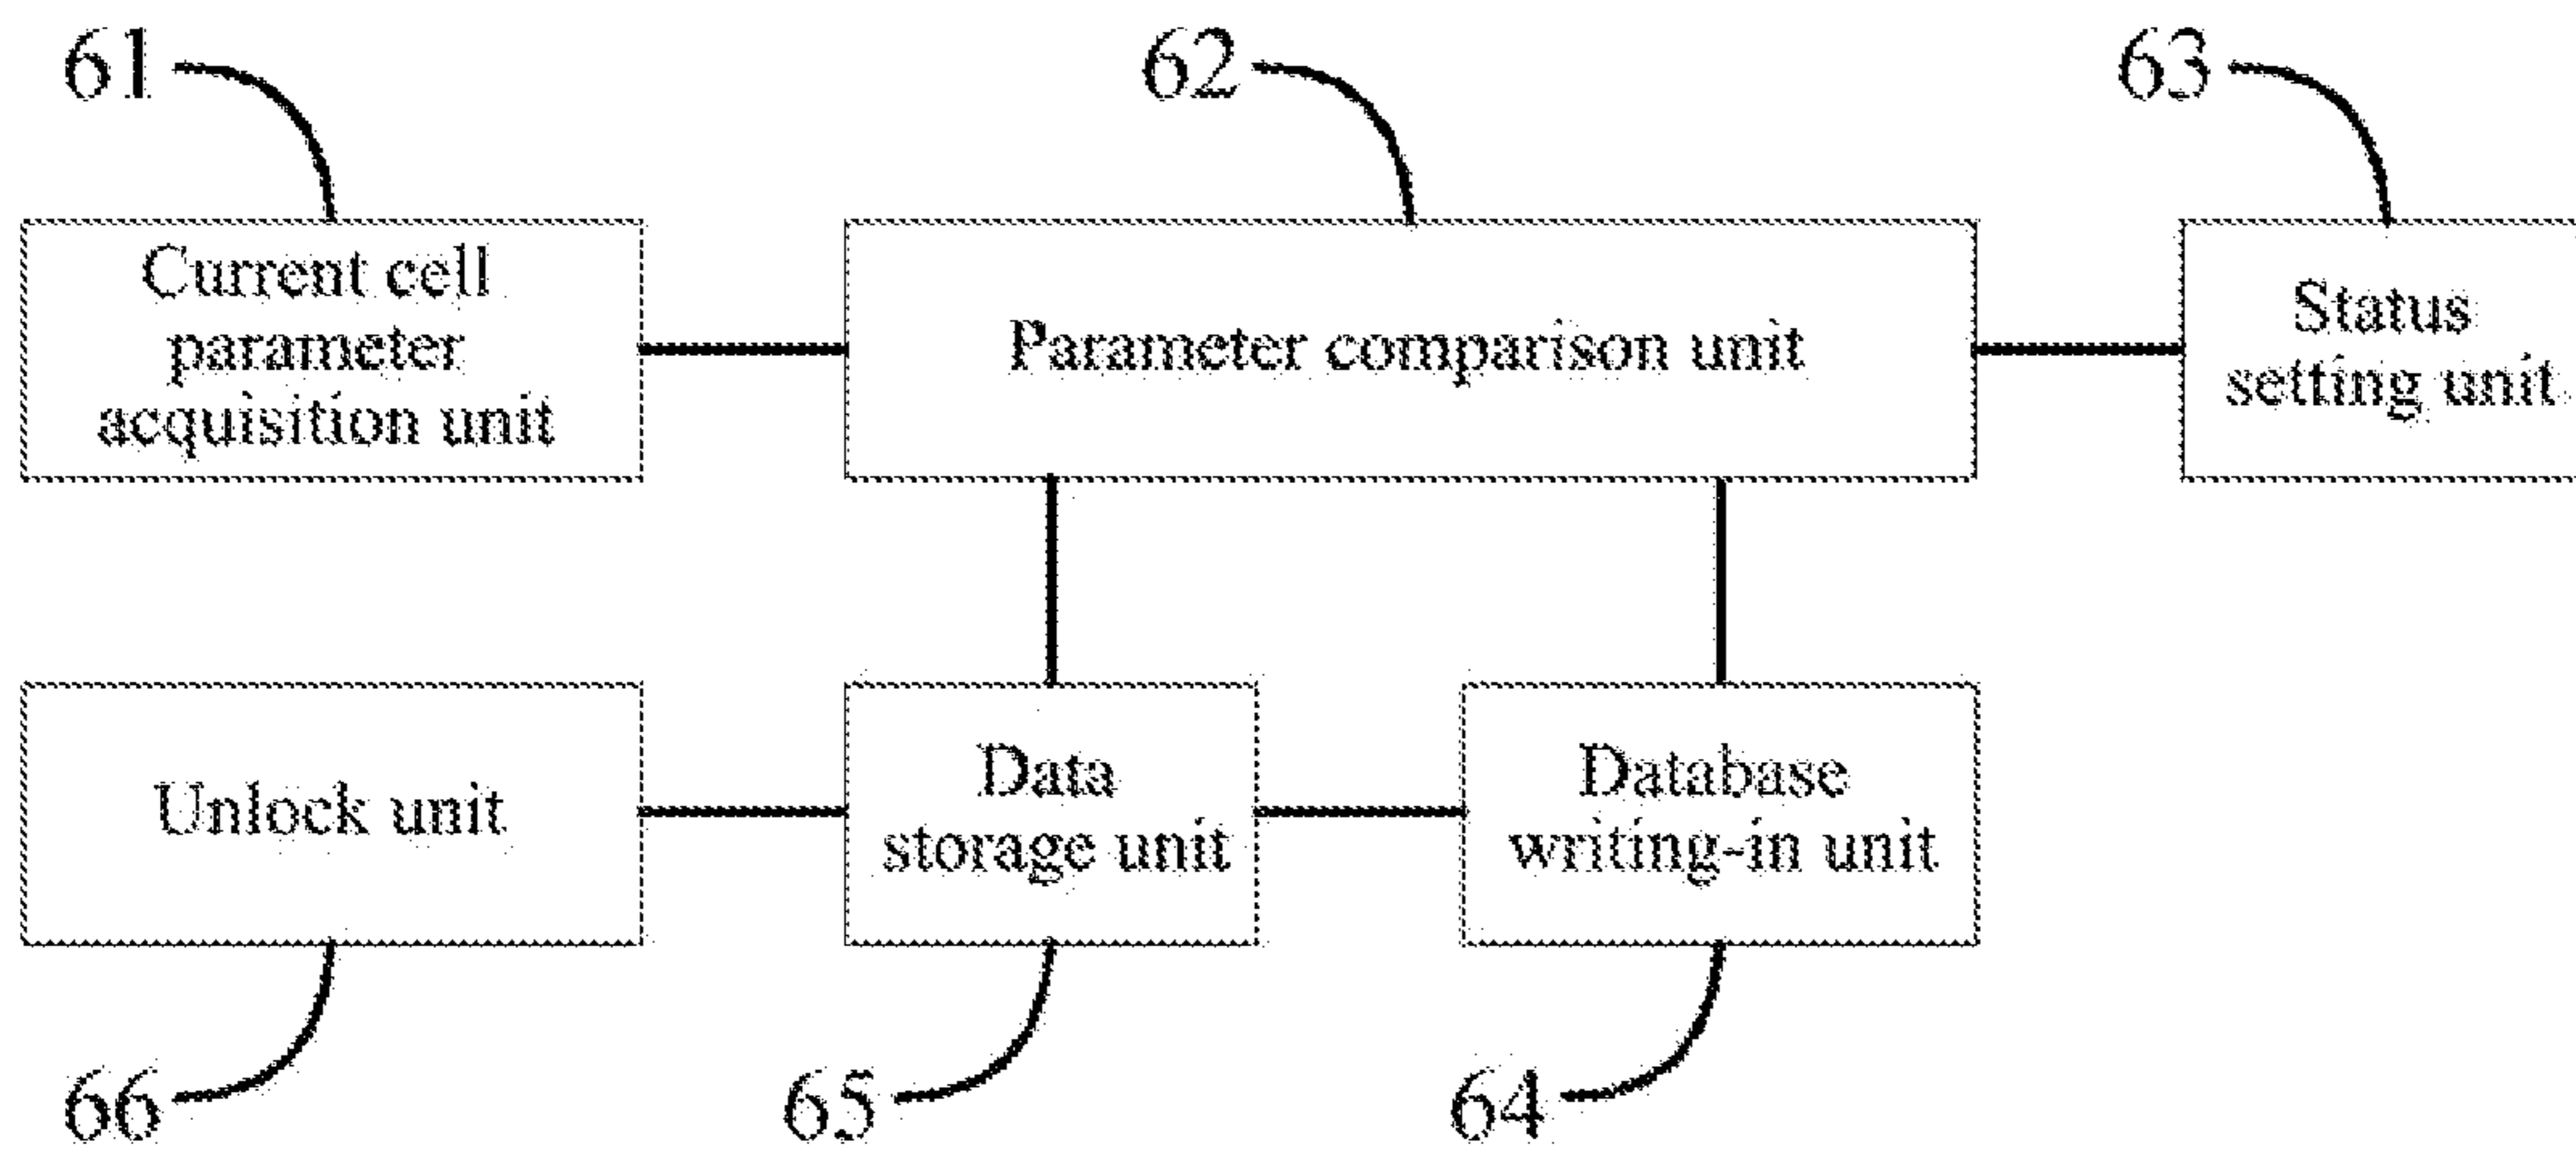 61
62
63
Current cell
parameter
acquisition unit
Parameter comparison unit
Status
setting unit
Unlock unit
Data
storage unit
Database
writing-in unit
66
65
64